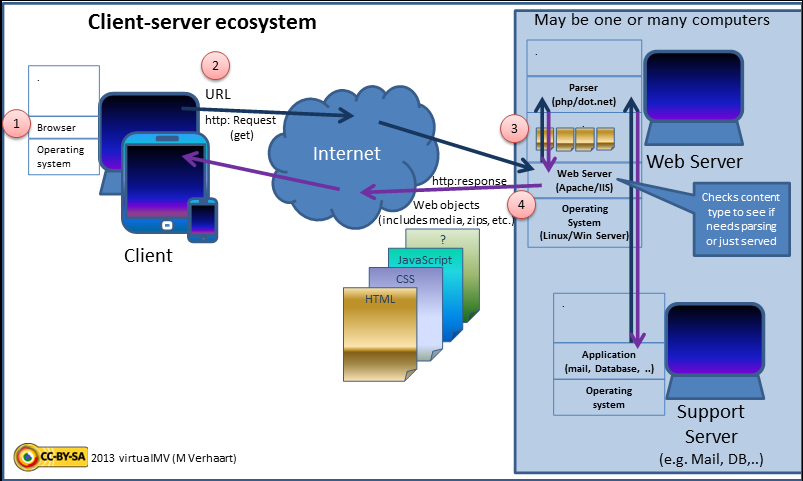 Client-server ecosystem
May be one or many computers
2
URL
http: Request
(get)
1
.
Browser
Operating
system
Internet
Client
http:response
Web objects
(includes media, zips, etc.)
?
JavaScript
CSS
HTML
.
Parser
(php/dot.net)
3
.
Web Server
(Apache/IIS)
4
Operating
System
(Linux/Win Server)
Web Server
Checks content
type to see if
needs parsing
or just served
.
Application
(mail, Database, ..)
Operating
system
Support
Server
(e.g. Mail, DB,..)
CC-BY-SA
2013 virtualMV (M Verhaart)